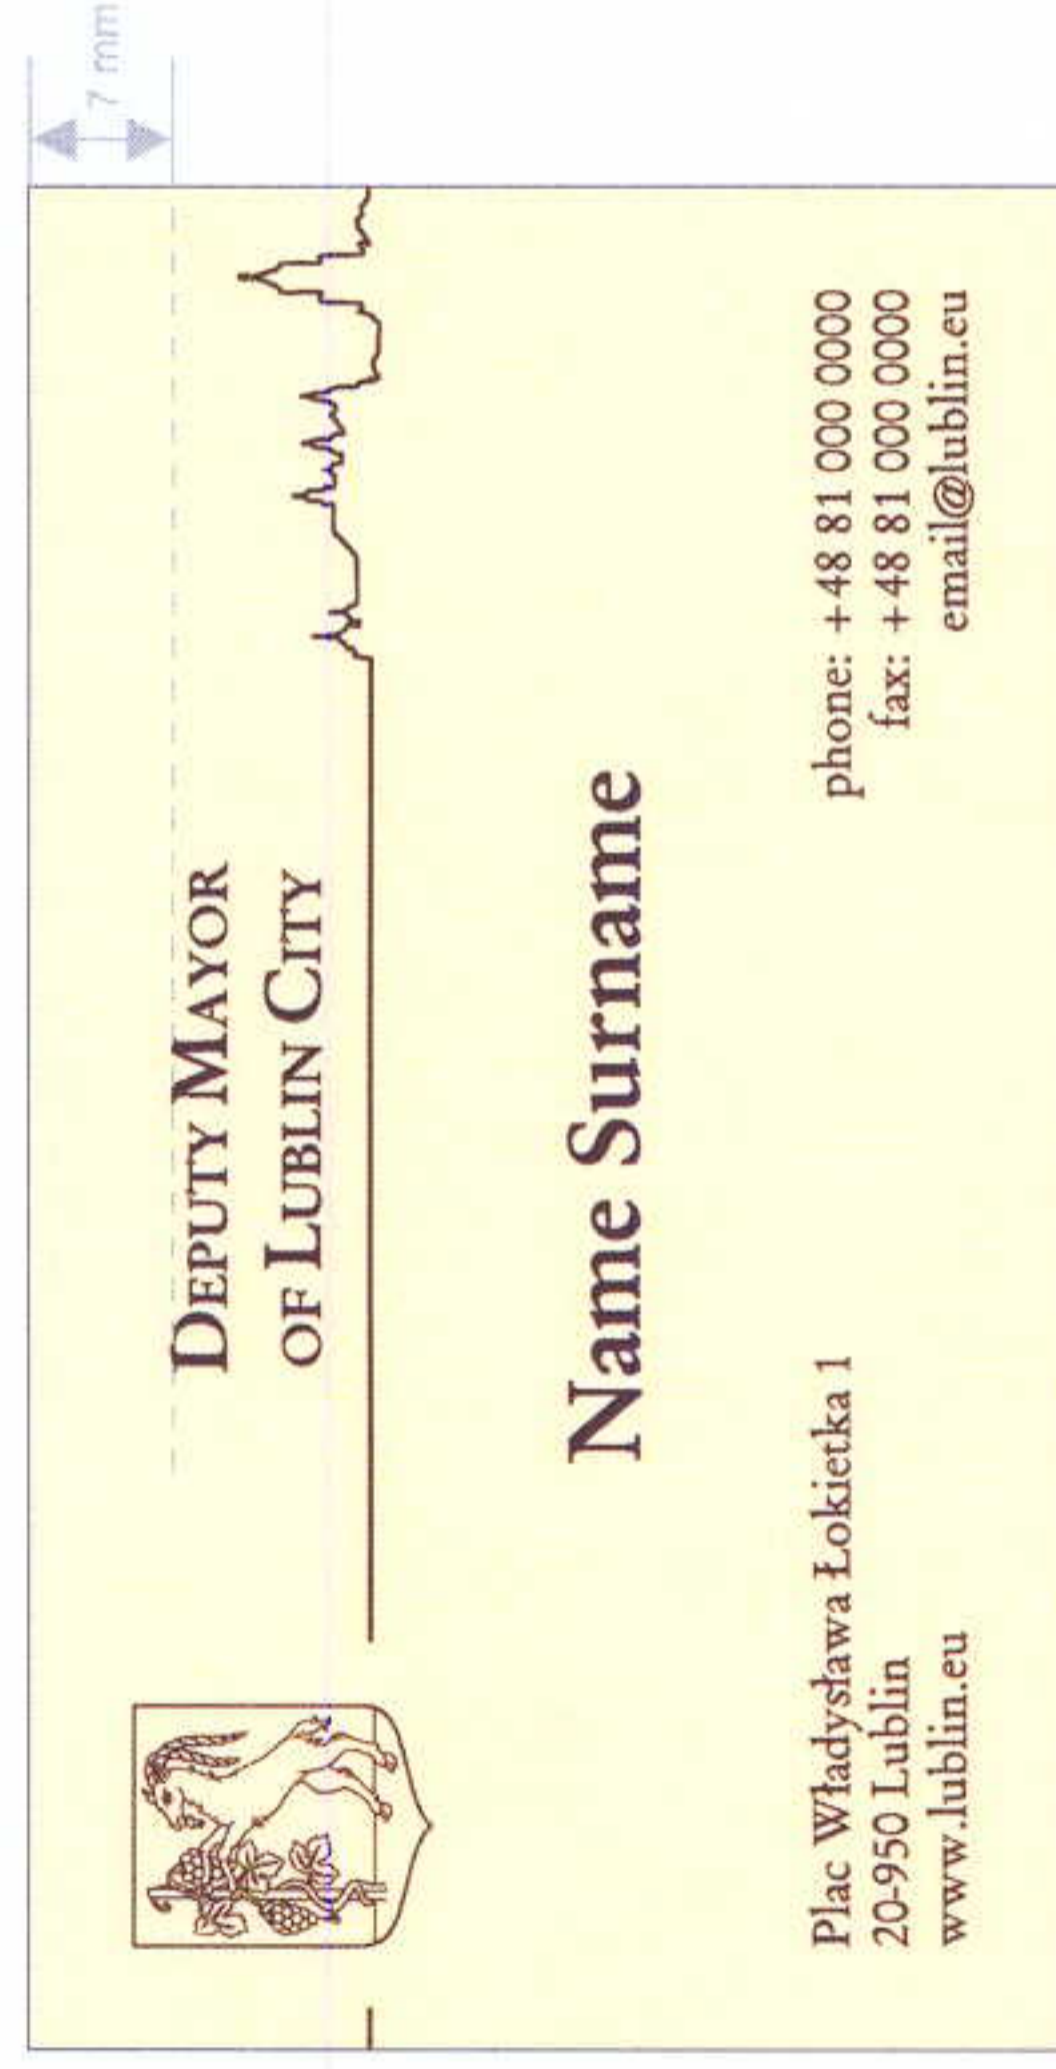 7 mm
DEPUTY MAYOR
OF LUBLIN CITY
Name Surname
Plac Władysława Łokietka 1
20-950 Lublin
www.lublin.eu
phone: +48 81 000 0000
fax: +48 81 000 0000
email@lublin.eu